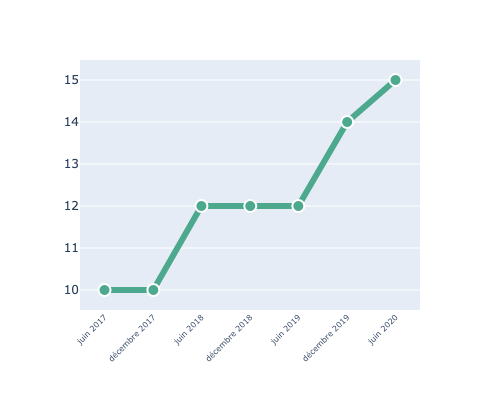 15
14
13
12
11
10
juin 2017
décembre 2017
juin 2018
décembre 2018
juin 2019
décembre 2019
juin 2020